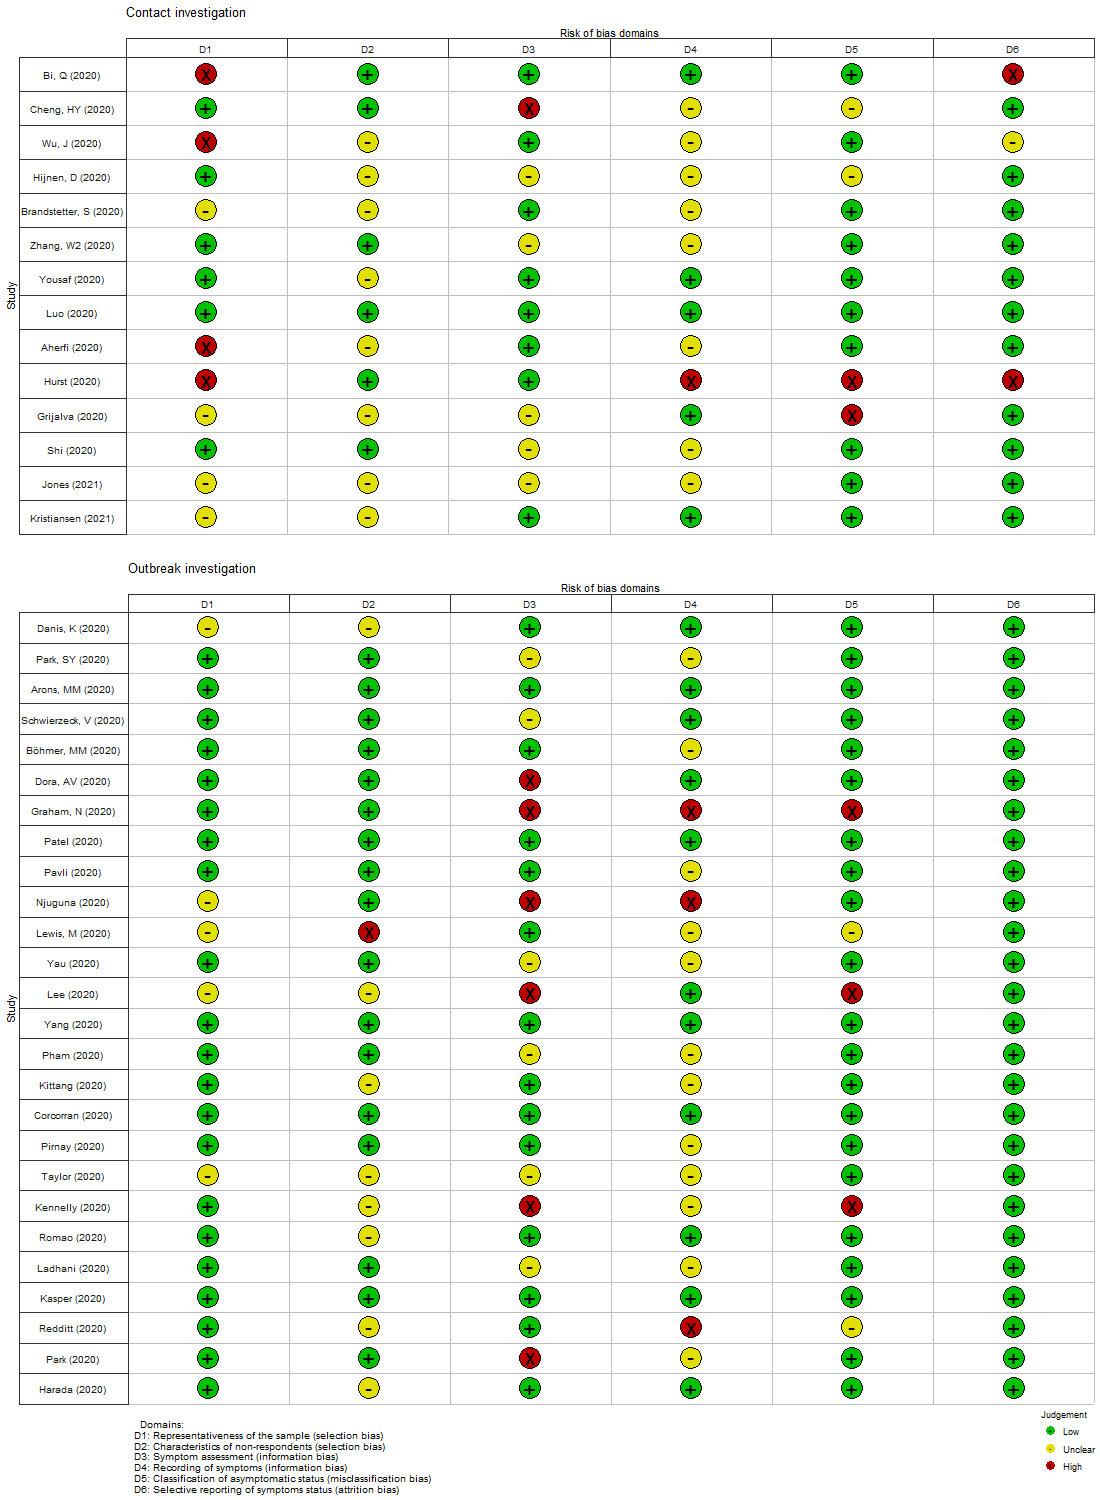 Contact investigation
Risk of bias domains
D1 D2 D3 D4 D5 D6
Study
Bi, Q (2020) X + + + + X
Cheng, HY (2020) + + X - - +
Wu, J (2020) X - + - + -
Hijnen, D (2020) + - - - - +
Brandstetter, S (2020) - - + - + +
Zhang, W2 (2020) + + - - + +
Yousaf (2020) + - + + + +
Luo (2020) + + + + + +
Aherfi (2020) X - + - + +
Hurst (2020) X + + X X X
Grijalva (2020) - - - + X +
Shi (2020) + + - - + +
Jones (2021) - - - - + +
Kristiansen (2021) - - + + + +
Outbreak investigation
Risk of bias domains
D1 D2 D3 D4 D5 D6
Study
Danis, K (2020) - - + + + +
Park, SY (2020) + + - - + +
Arons, MM (2020) + + + + + +
Schwierzeck, V (2020) + + - + + +
Böhmer, MM (2020) + + + - + +
Dora, AV (2020) + + X + + +
Graham, N (2020) + + X X X +
Patel (2020) + + + + + +
Pavli (2020) + + + - + +
Njuguna (2020) - + X X + +
Lewis, M (2020) - X + - - +
Yau (2020) + + - - + +
Lee (2020) - - X + X +
Yang (2020) + + + + + +
Pham (2020) + + - - + +
Kittang (2020) + - + - + +
Corcorran (2020) + + + + + +
Pirnay (2020) + + + - + +
Taylor (2020) - - - - + +
Kennelly (2020) + - X - X +
Romao (2020) + - + + + +
Ladhani (2020) + + - - + +
Kasper (2020) + + + + + +
Redditt (2020) + - + X - +
Park (2020) + + X - + +
Harada (2020) + - + + + +
Domains:
D1: Representativeness of the sample (selection bias)
D2: Characteristics of non-respondents (selection bias)
D3: Symptom assessment (information bias)
D4: Recording of symptoms (information bias)
D5: Classification of asymptomatic status (misclassification bias)
D6: Selective reporting of symptoms status (attrition bias)
Judgement
Low
Unclear
High